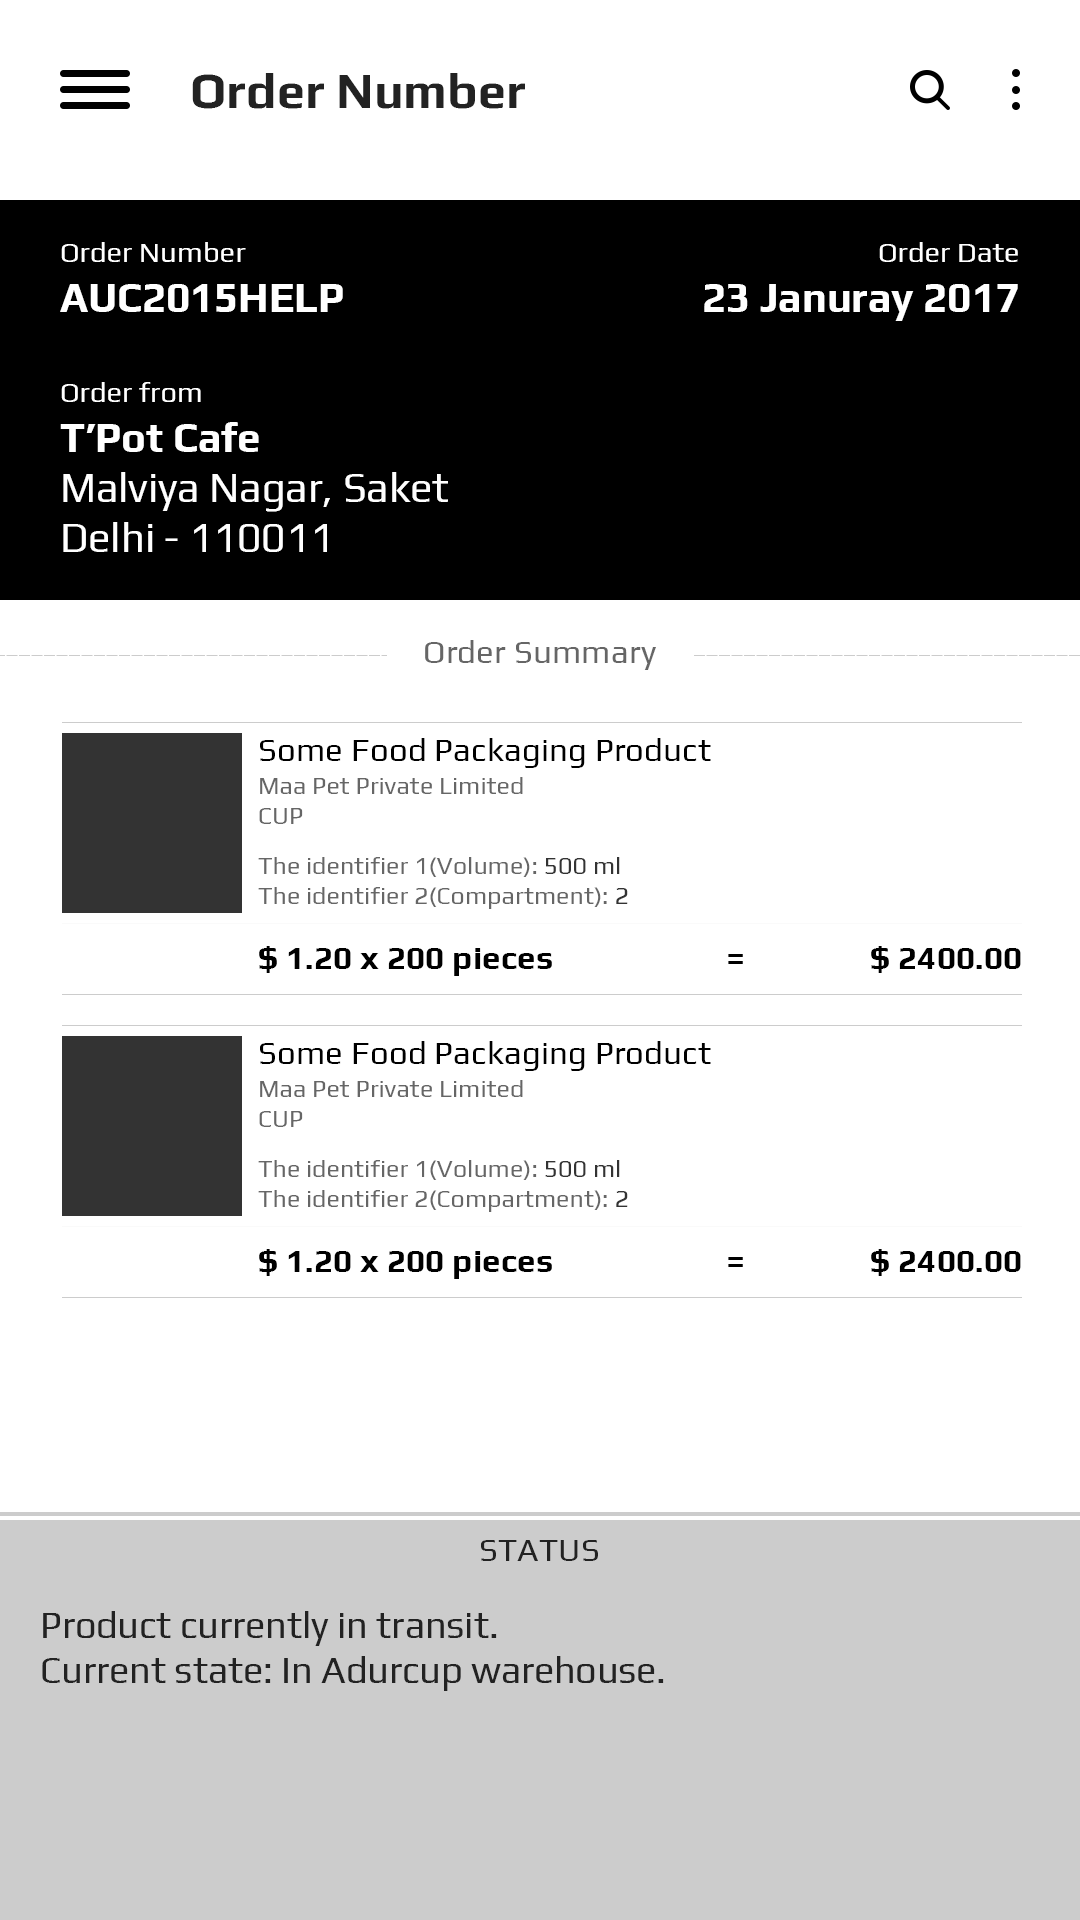 Order Number
Order Number
Order Date
AUC2015HELP
23 Januray 2017
Order from
T’Pot Cafe
Malviya Nagar, Saket
Delhi - 110011
Order Summary
Some Food Packaging Product
Maa Pet Private Limited
CUP
The identifier 1(Volume): 500 ml
The identifier 2(Compartment): 2
$ 1.20 x 200 pieces = $ 2400.00
Some Food Packaging Product
Maa Pet Private Limited
CUP
The identifier 1(Volume): 500 ml
The identifier 2(Compartment): 2
$ 1.20 x 200 pieces = $ 2400.00
STATUS
Product currently in transit.
Current state: In Adurcup warehouse.